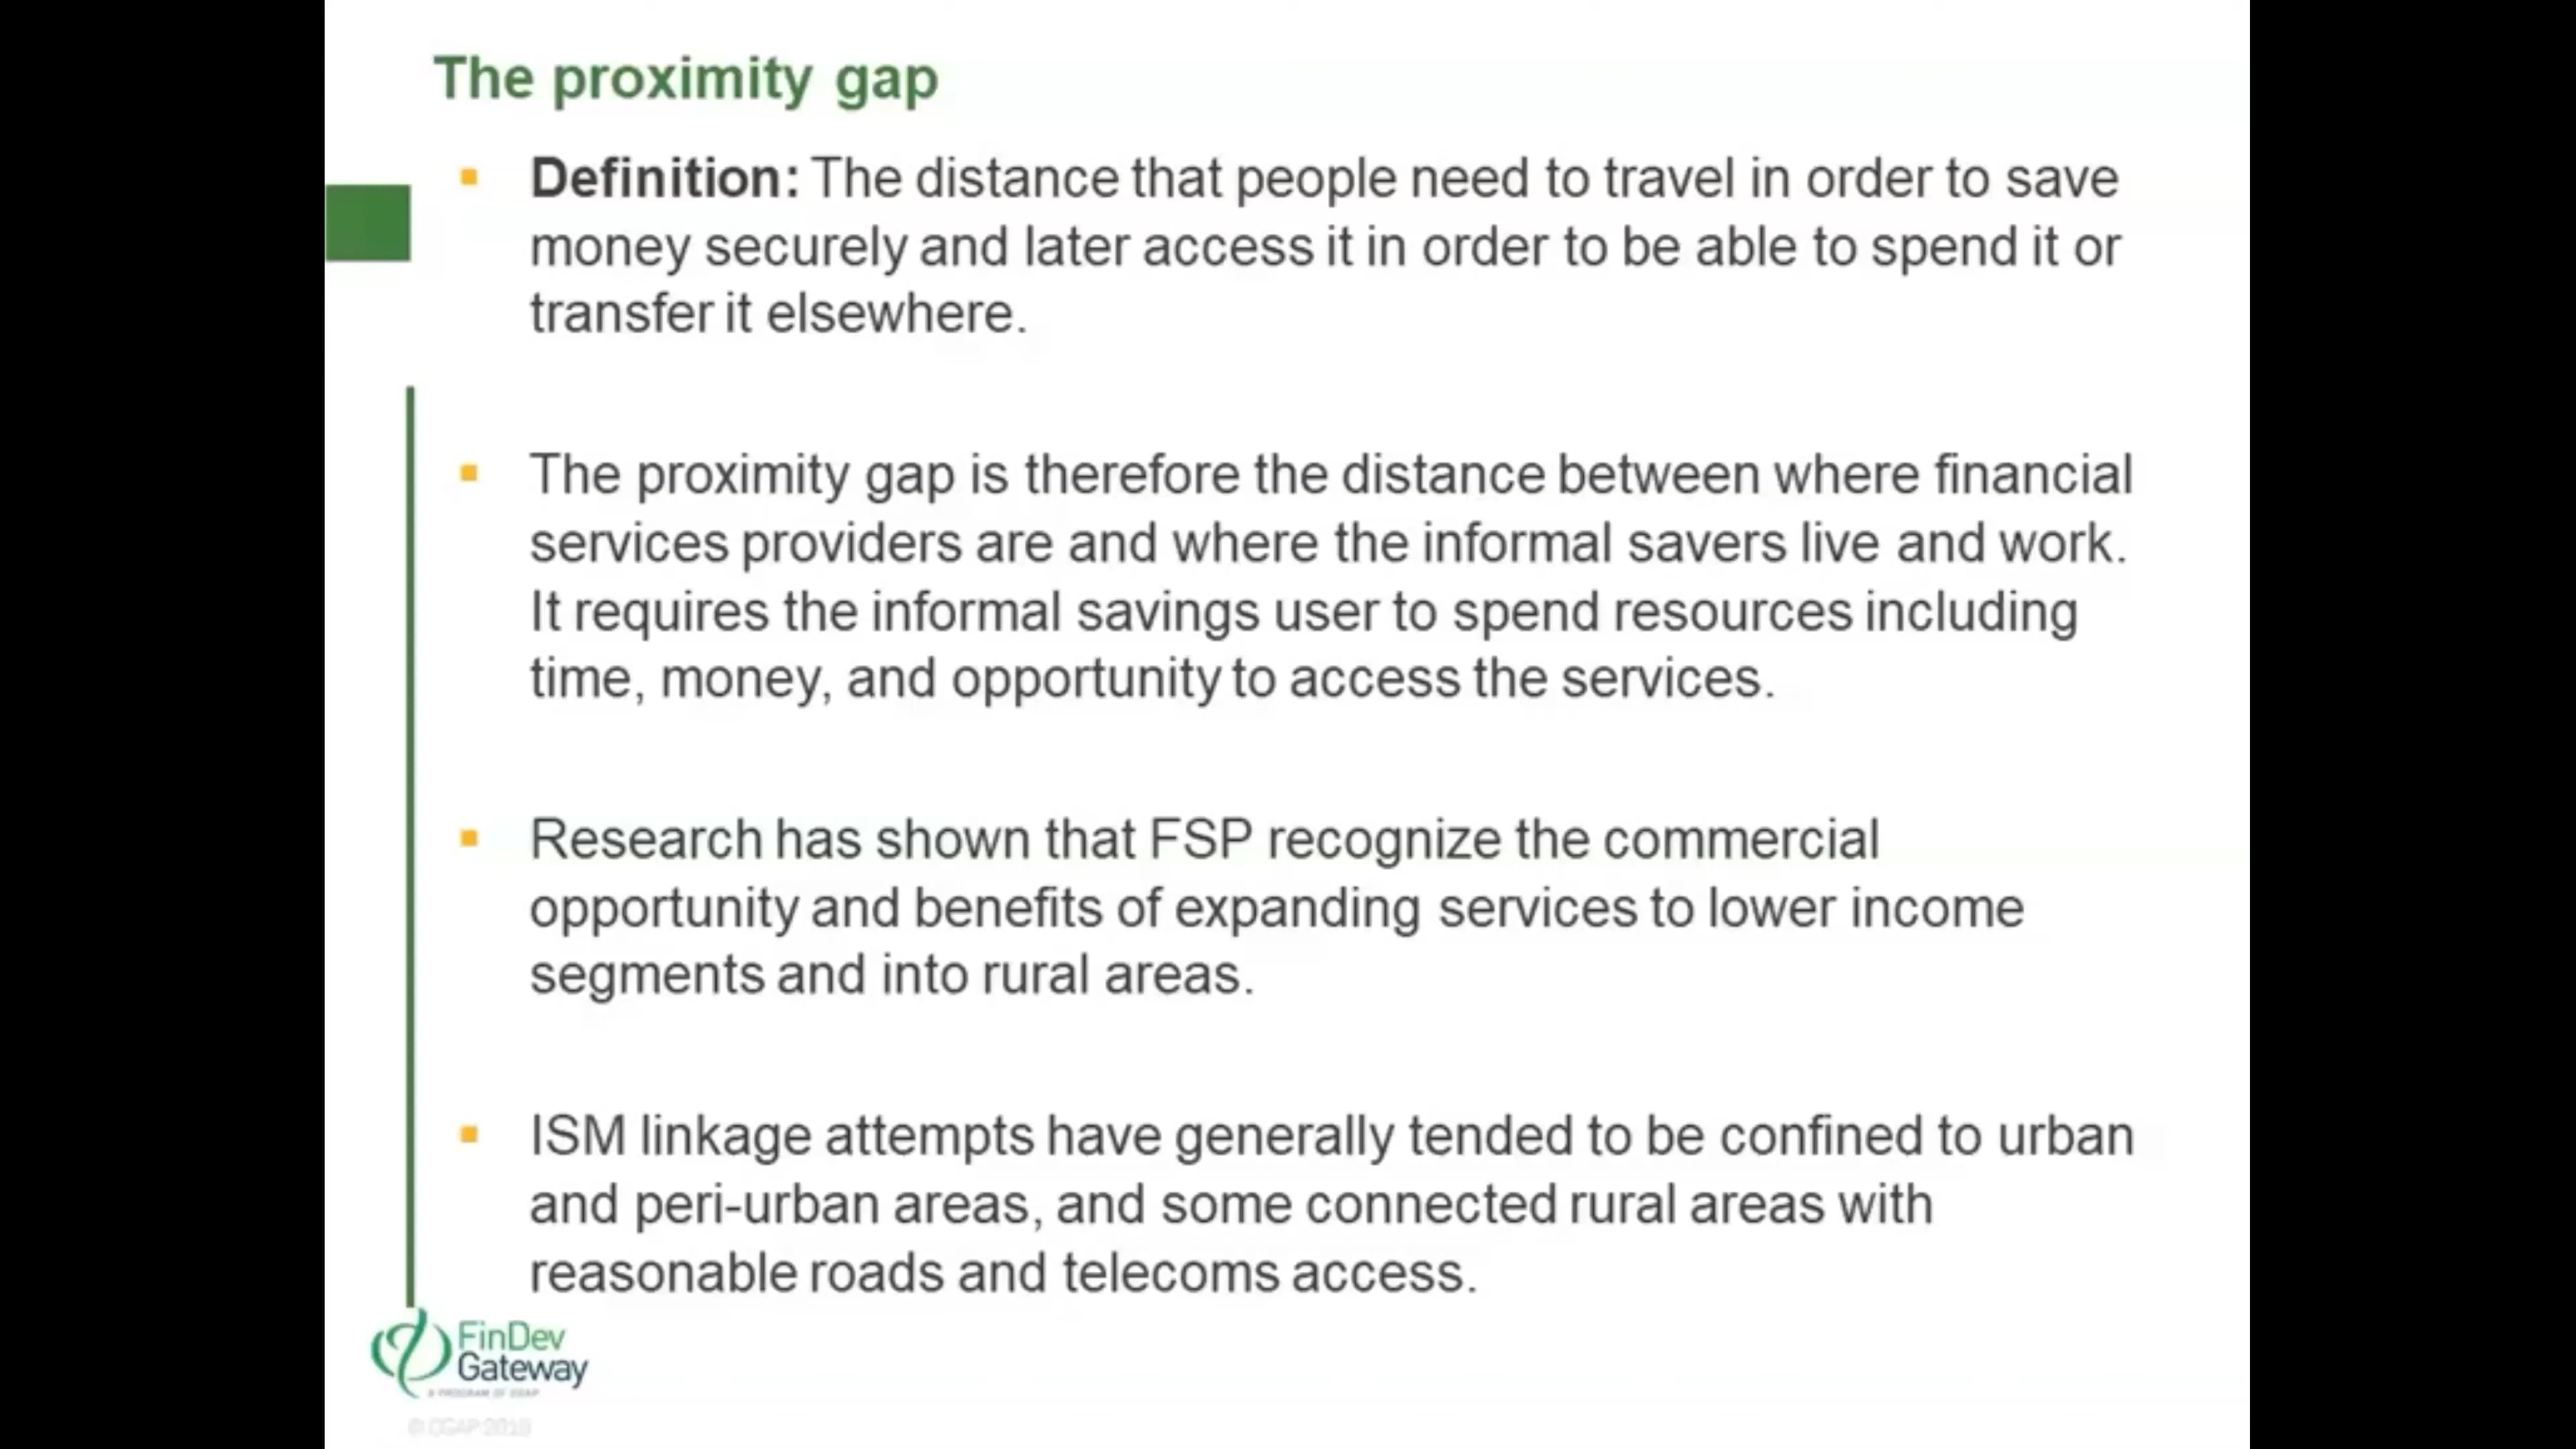 The proximity gap
Definition: The distance that people need to travel in order to save
money securely and later access it in order to be able to spend it or
transfer it elsewhere.
The proximity gap is therefore the distance between where financial
services providers are and where the informal savers live and work.
It requires the informal savings user to spend resources including
time, money, and opportunity to access the services.
Research has shown that FSP recognize the commercial
opportunity and benefits of expanding services to lower income
segments and into rural areas.
ISM linkage attempts have generally tended to be confined to urban
and peri-urban areas, and some connected rural areas with
reasonable roads and telecoms access.
FinDev
Gateway
A PROGRAM OF CGAP
© CGAP